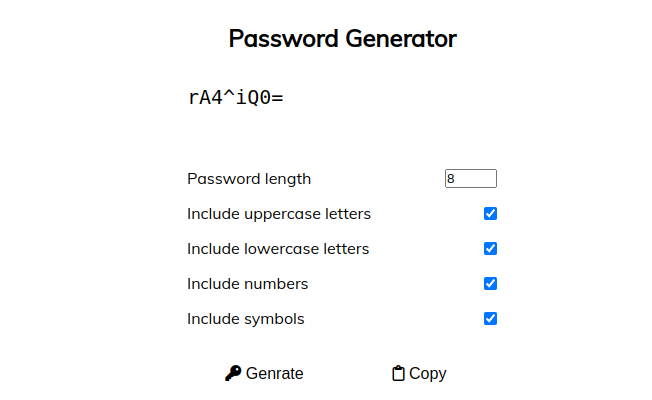 Password Generator
rA4^iQ0=
Password length 8
Include uppercase letters
Include lowercase letters
Include numbers
Include symbols
Genrate Copy